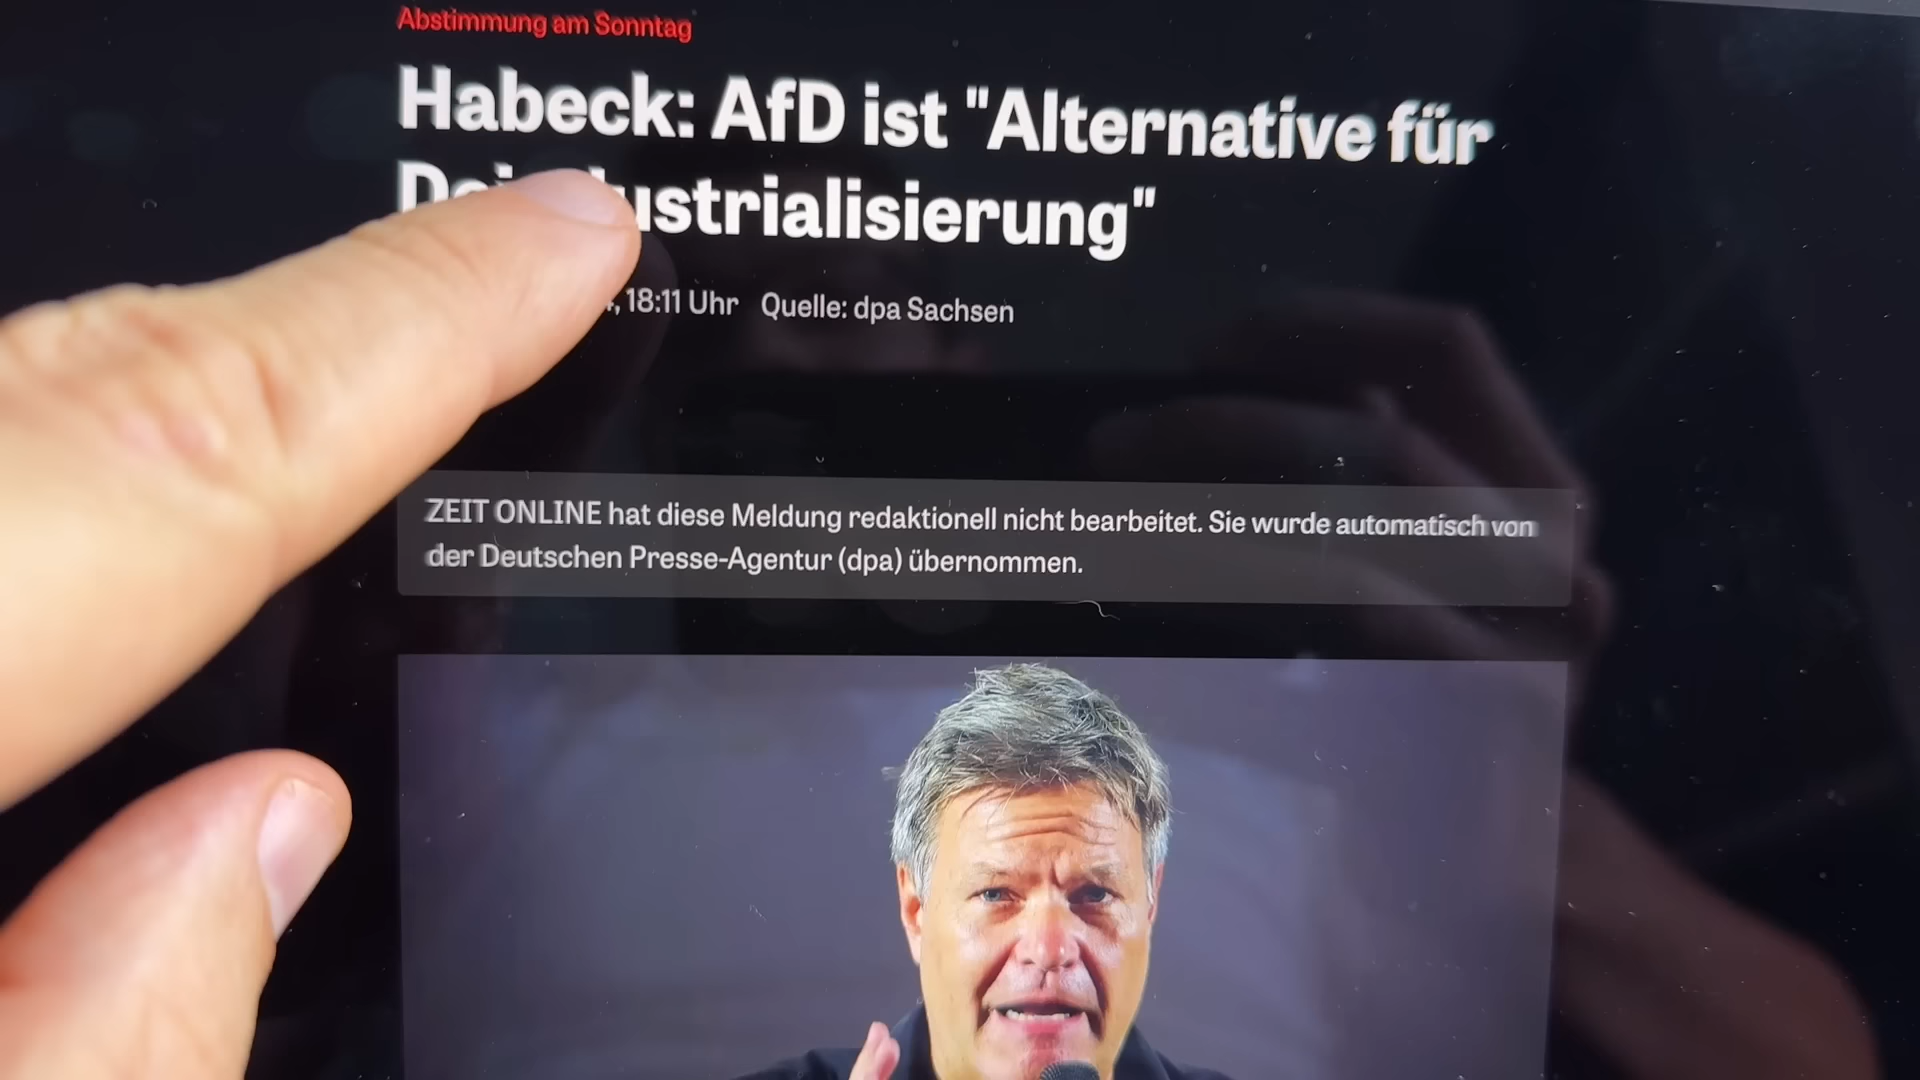 Abstimmung am Sonntag
Habeck: AfD ist "Alternative für
Deindustrialisierung"
18:11 Uhr Quelle: dpa Sachsen
ZEIT ONLINE hat diese Meldung redaktionell nicht bearbeitet. Sie wurde automatisch von
der Deutschen Presse-Agentur (dpa) übernommen.